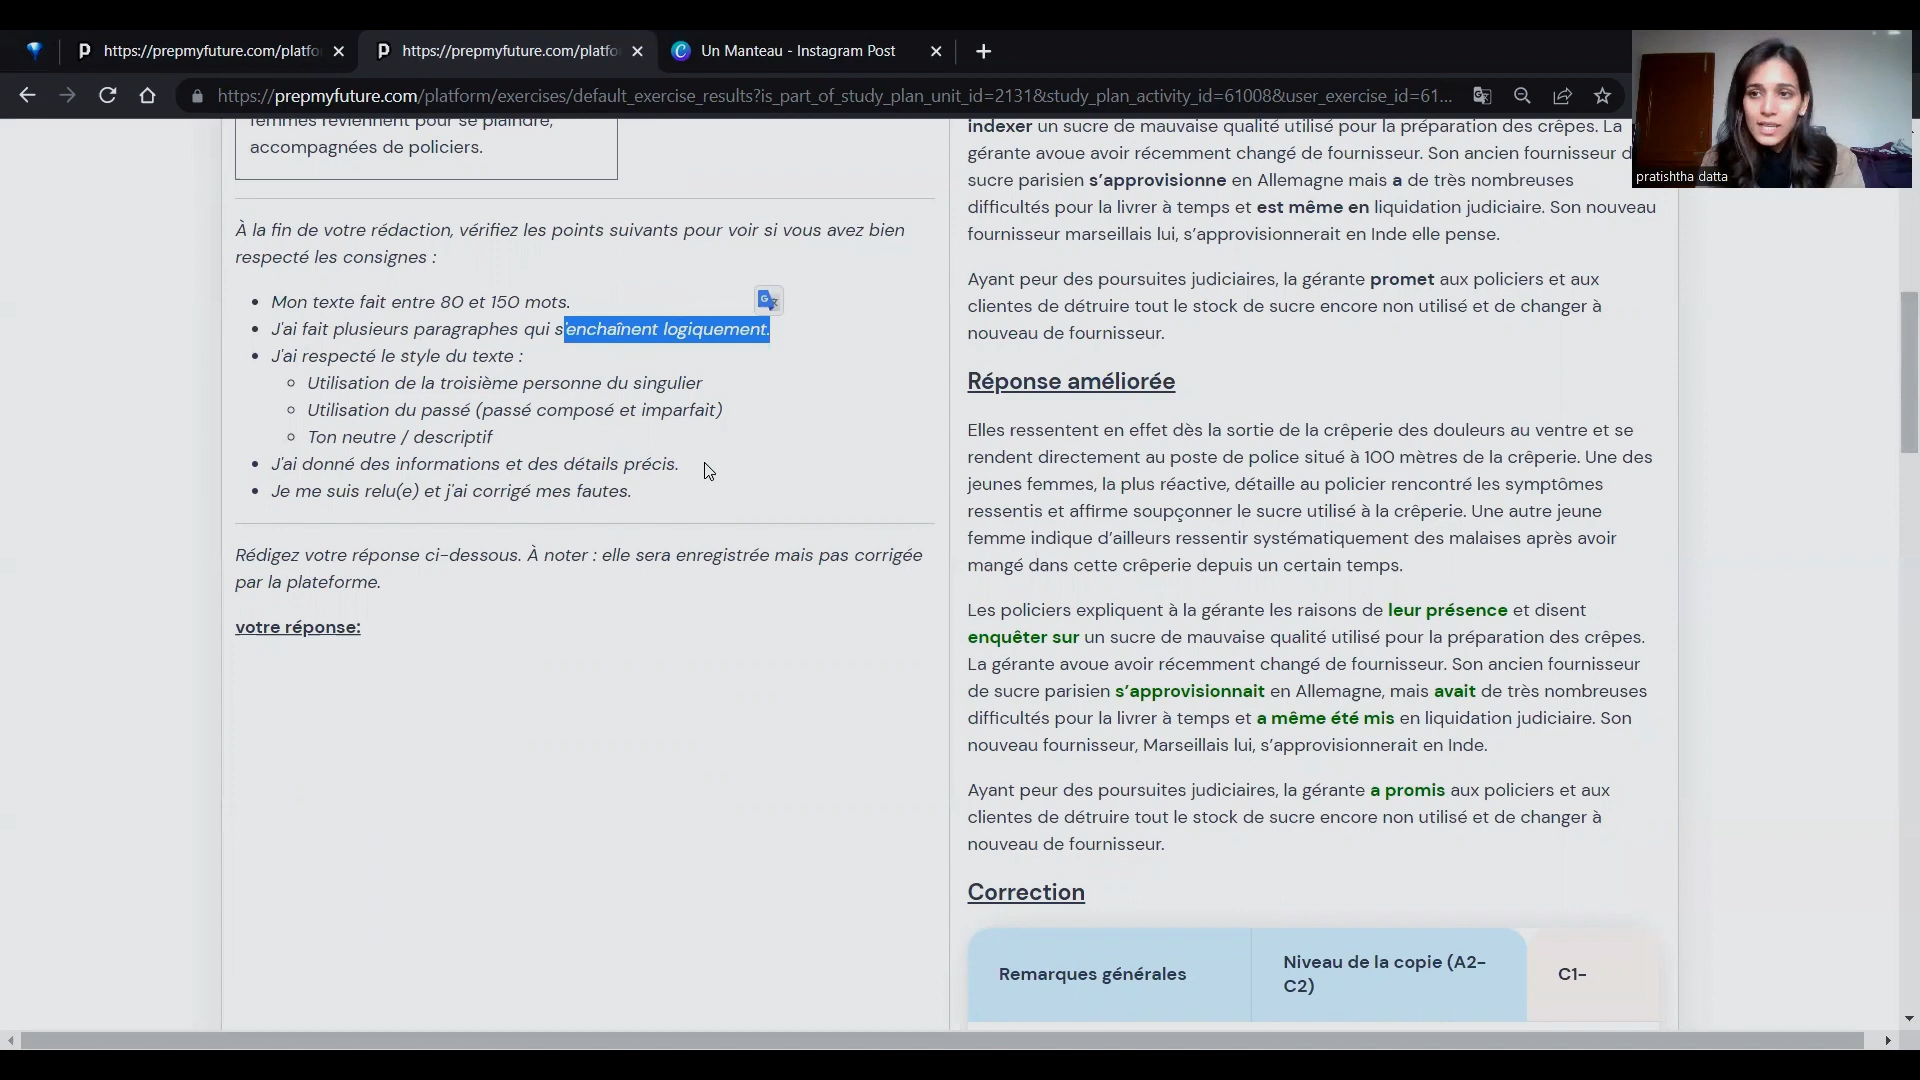 https://prepmyfuture.com/platfo
https://prepmyfuture.com/platfo
Un Manteau - Instagram Post
https://prepmyfuture.com/platform/exercises/default_exercise_results?is_part_of_study_plan_unit_id=2131&study_plan_activity_id=61008&user_exercise_id=61...
pratishtha datta
femmes reviennent pour se plaindre,
accompagnées de policiers.
À la fin de votre rédaction, vérifiez les points suivants pour voir si vous avez bien
respecté les consignes :
Mon texte fait entre 80 et 150 mots.
J'ai fait plusieurs paragraphes qui s'enchaînent logiquement.
J'ai respecté le style du texte :
Utilisation de la troisième personne du singulier
Utilisation du passé (passé composé et imparfait)
Ton neutre / descriptif
J'ai donné des informations et des détails précis.
Je me suis relu(e) et j'ai corrigé mes fautes.
Rédigez votre réponse ci-dessous. À noter : elle sera enregistrée mais pas corrigée
par la plateforme.
votre réponse:
indexer un sucre de mauvaise qualité utilisé pour la préparation des crêpes. La
gérante avoue avoir récemment changé de fournisseur. Son ancien fournisseur d
sucre parisien s'approvisionne en Allemagne mais a de très nombreuses
difficultés pour la livrer à temps et est même en liquidation judiciaire. Son nouveau
fournisseur marseillais lui, s'approvisionnerait en Inde elle pense.
Ayant peur des poursuites judiciaires, la gérante promet aux policiers et aux
clientes de détruire tout le stock de sucre encore non utilisé et de changer à
nouveau de fournisseur.
Réponse améliorée
Elles ressentent en effet dès la sortie de la crêperie des douleurs au ventre et se
rendent directement au poste de police situé à 100 mètres de la crêperie. Une des
jeunes femmes, la plus réactive, détaille au policier rencontré les symptômes
ressentis et affirme soupçonner le sucre utilisé à la crêperie. Une autre jeune
femme indique d'ailleurs ressentir systématiquement des malaises après avoir
mangé dans cette crêperie depuis un certain temps.
Les policiers expliquent à la gérante les raisons de leur présence et disent
enquêter sur un sucre de mauvaise qualité utilisé pour la préparation des crêpes.
La gérante avoue avoir récemment changé de fournisseur. Son ancien fournisseur
de sucre parisien s'approvisionnait en Allemagne, mais avait de très nombreuses
difficultés pour la livrer à temps et a même été mis en liquidation judiciaire. Son
nouveau fournisseur, Marseillais lui, s'approvisionnerait en Inde.
Ayant peur des poursuites judiciaires, la gérante a promis aux policiers et aux
clientes de détruire tout le stock de sucre encore non utilisé et de changer à
nouveau de fournisseur.
Correction
Remarques générales
Niveau de la copie (A2-
C2)
C1-